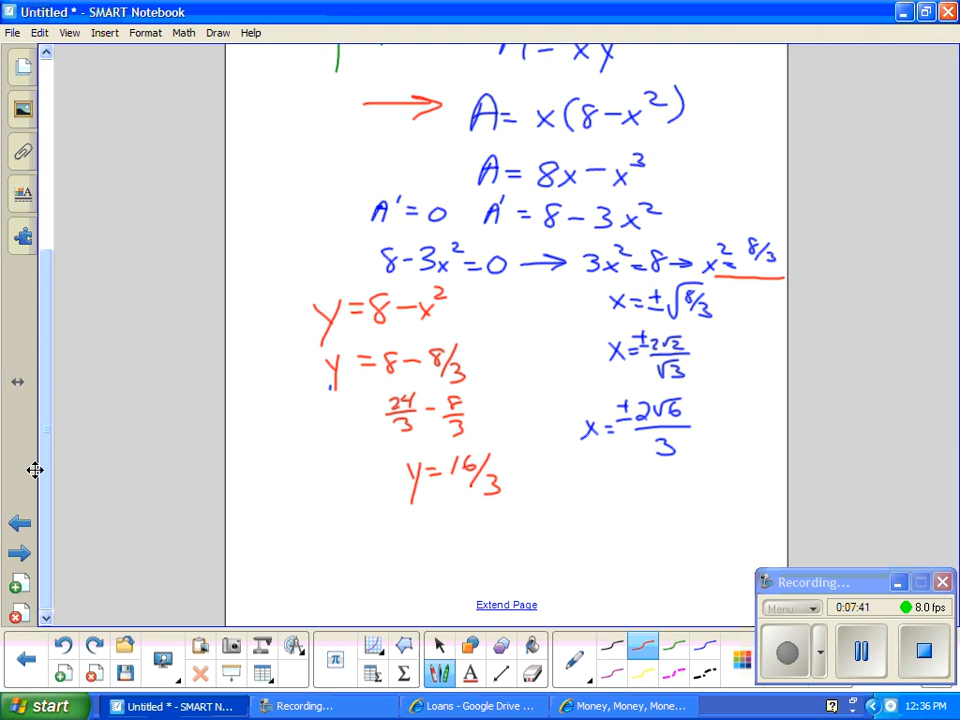 Untitled * - SMART Notebook
File Edit View Insert Format Math Draw Help
A = xy
A = x(8-x²)
A = 8x - x³
A' = 0 A' = 8 - 3x²
8-3x²=0 → 3x²=8 → x²= 8/3
y = 8-x²
x = ±√8/3
y = 8 - 8/3
x = ±2√2/√3
24/3 - 8/3
x = ±2√6/3
y = 16/3
Extend Page
Recording...
Menu
0:07:41
8.0 fps
π
Σ
A
start
Untitled * - SMART N...
Recording...
Loans - Google Drive ...
Money, Money, Mone...
12:36 PM